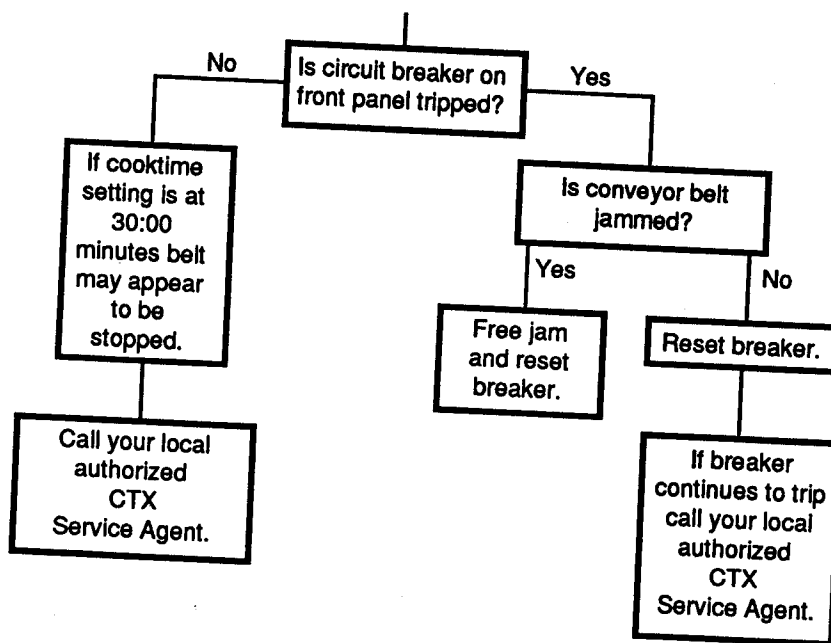 Is circuit breaker on
front panel tripped?
No
Yes
If cooktime
setting is at
30:00
minutes belt
may appear
to be
stopped.
Call your local
authorized
CTX
Service Agent.
Is conveyor belt
jammed?
Yes
No
Free jam
and reset
breaker.
Reset breaker.
If breaker
continues to trip
call your local
authorized
CTX
Service Agent.